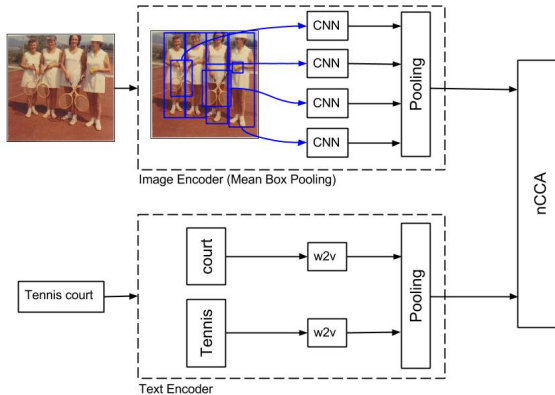 CNN
CNN
CNN
CNN
Pooling
Image Encoder (Mean Box Pooling)
nCCA
Tennis court
court
w2v
Tennis
w2v
Pooling
Text Encoder